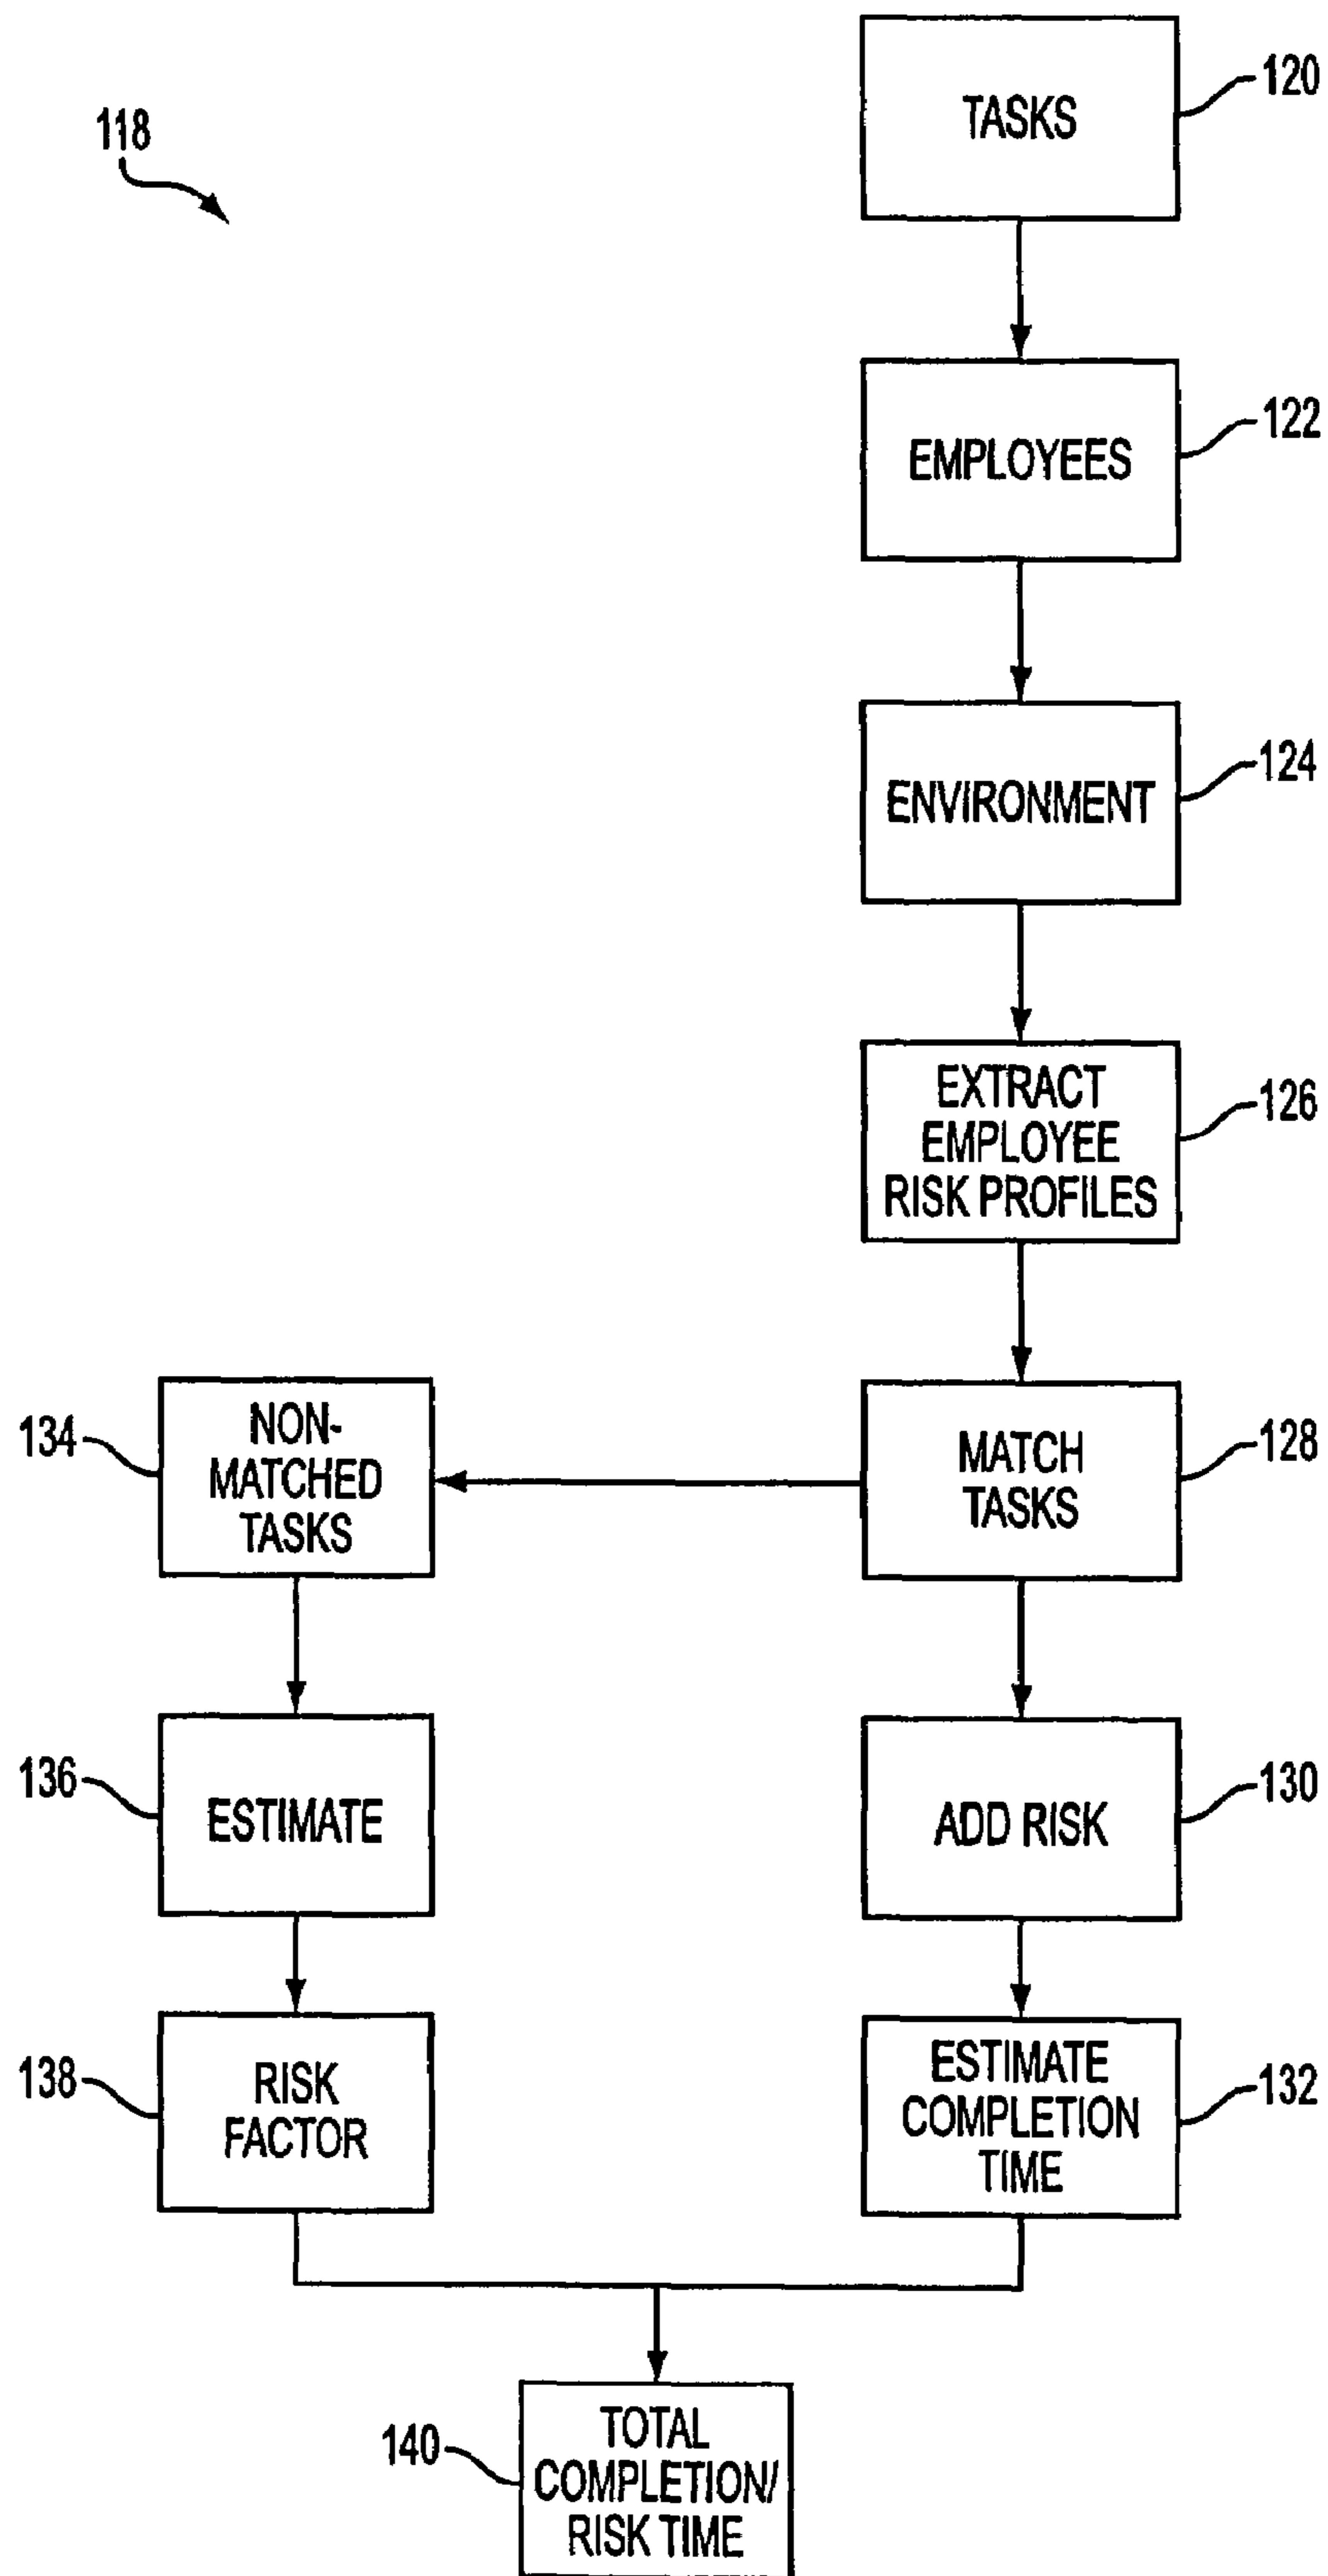 118
TASKS
120
EMPLOYEES
122
ENVIRONMENT
124
EXTRACT
EMPLOYEE
RISK PROFILES
126
MATCH
TASKS
128
NON-
MATCHED
TASKS
134
ADD RISK
130
ESTIMATE
136
ESTIMATE
COMPLETION
TIME
132
RISK
FACTOR
138
TOTAL
COMPLETION/
RISK TIME
140